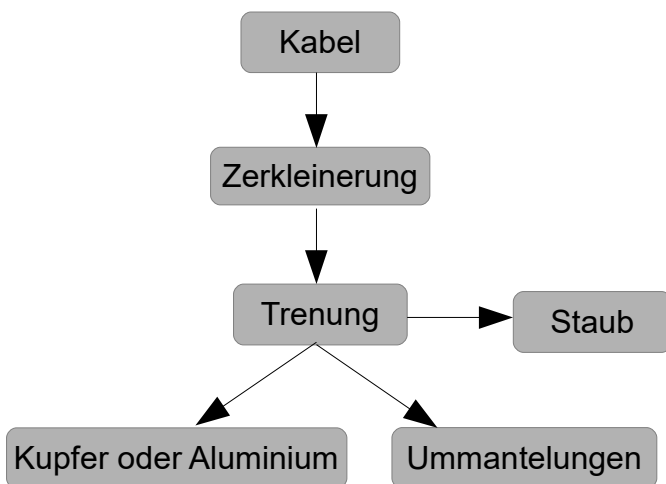 Kabel
Zerkleinerung
Trenung
Staub
Kupfer oder Aluminium
Ummantelungen